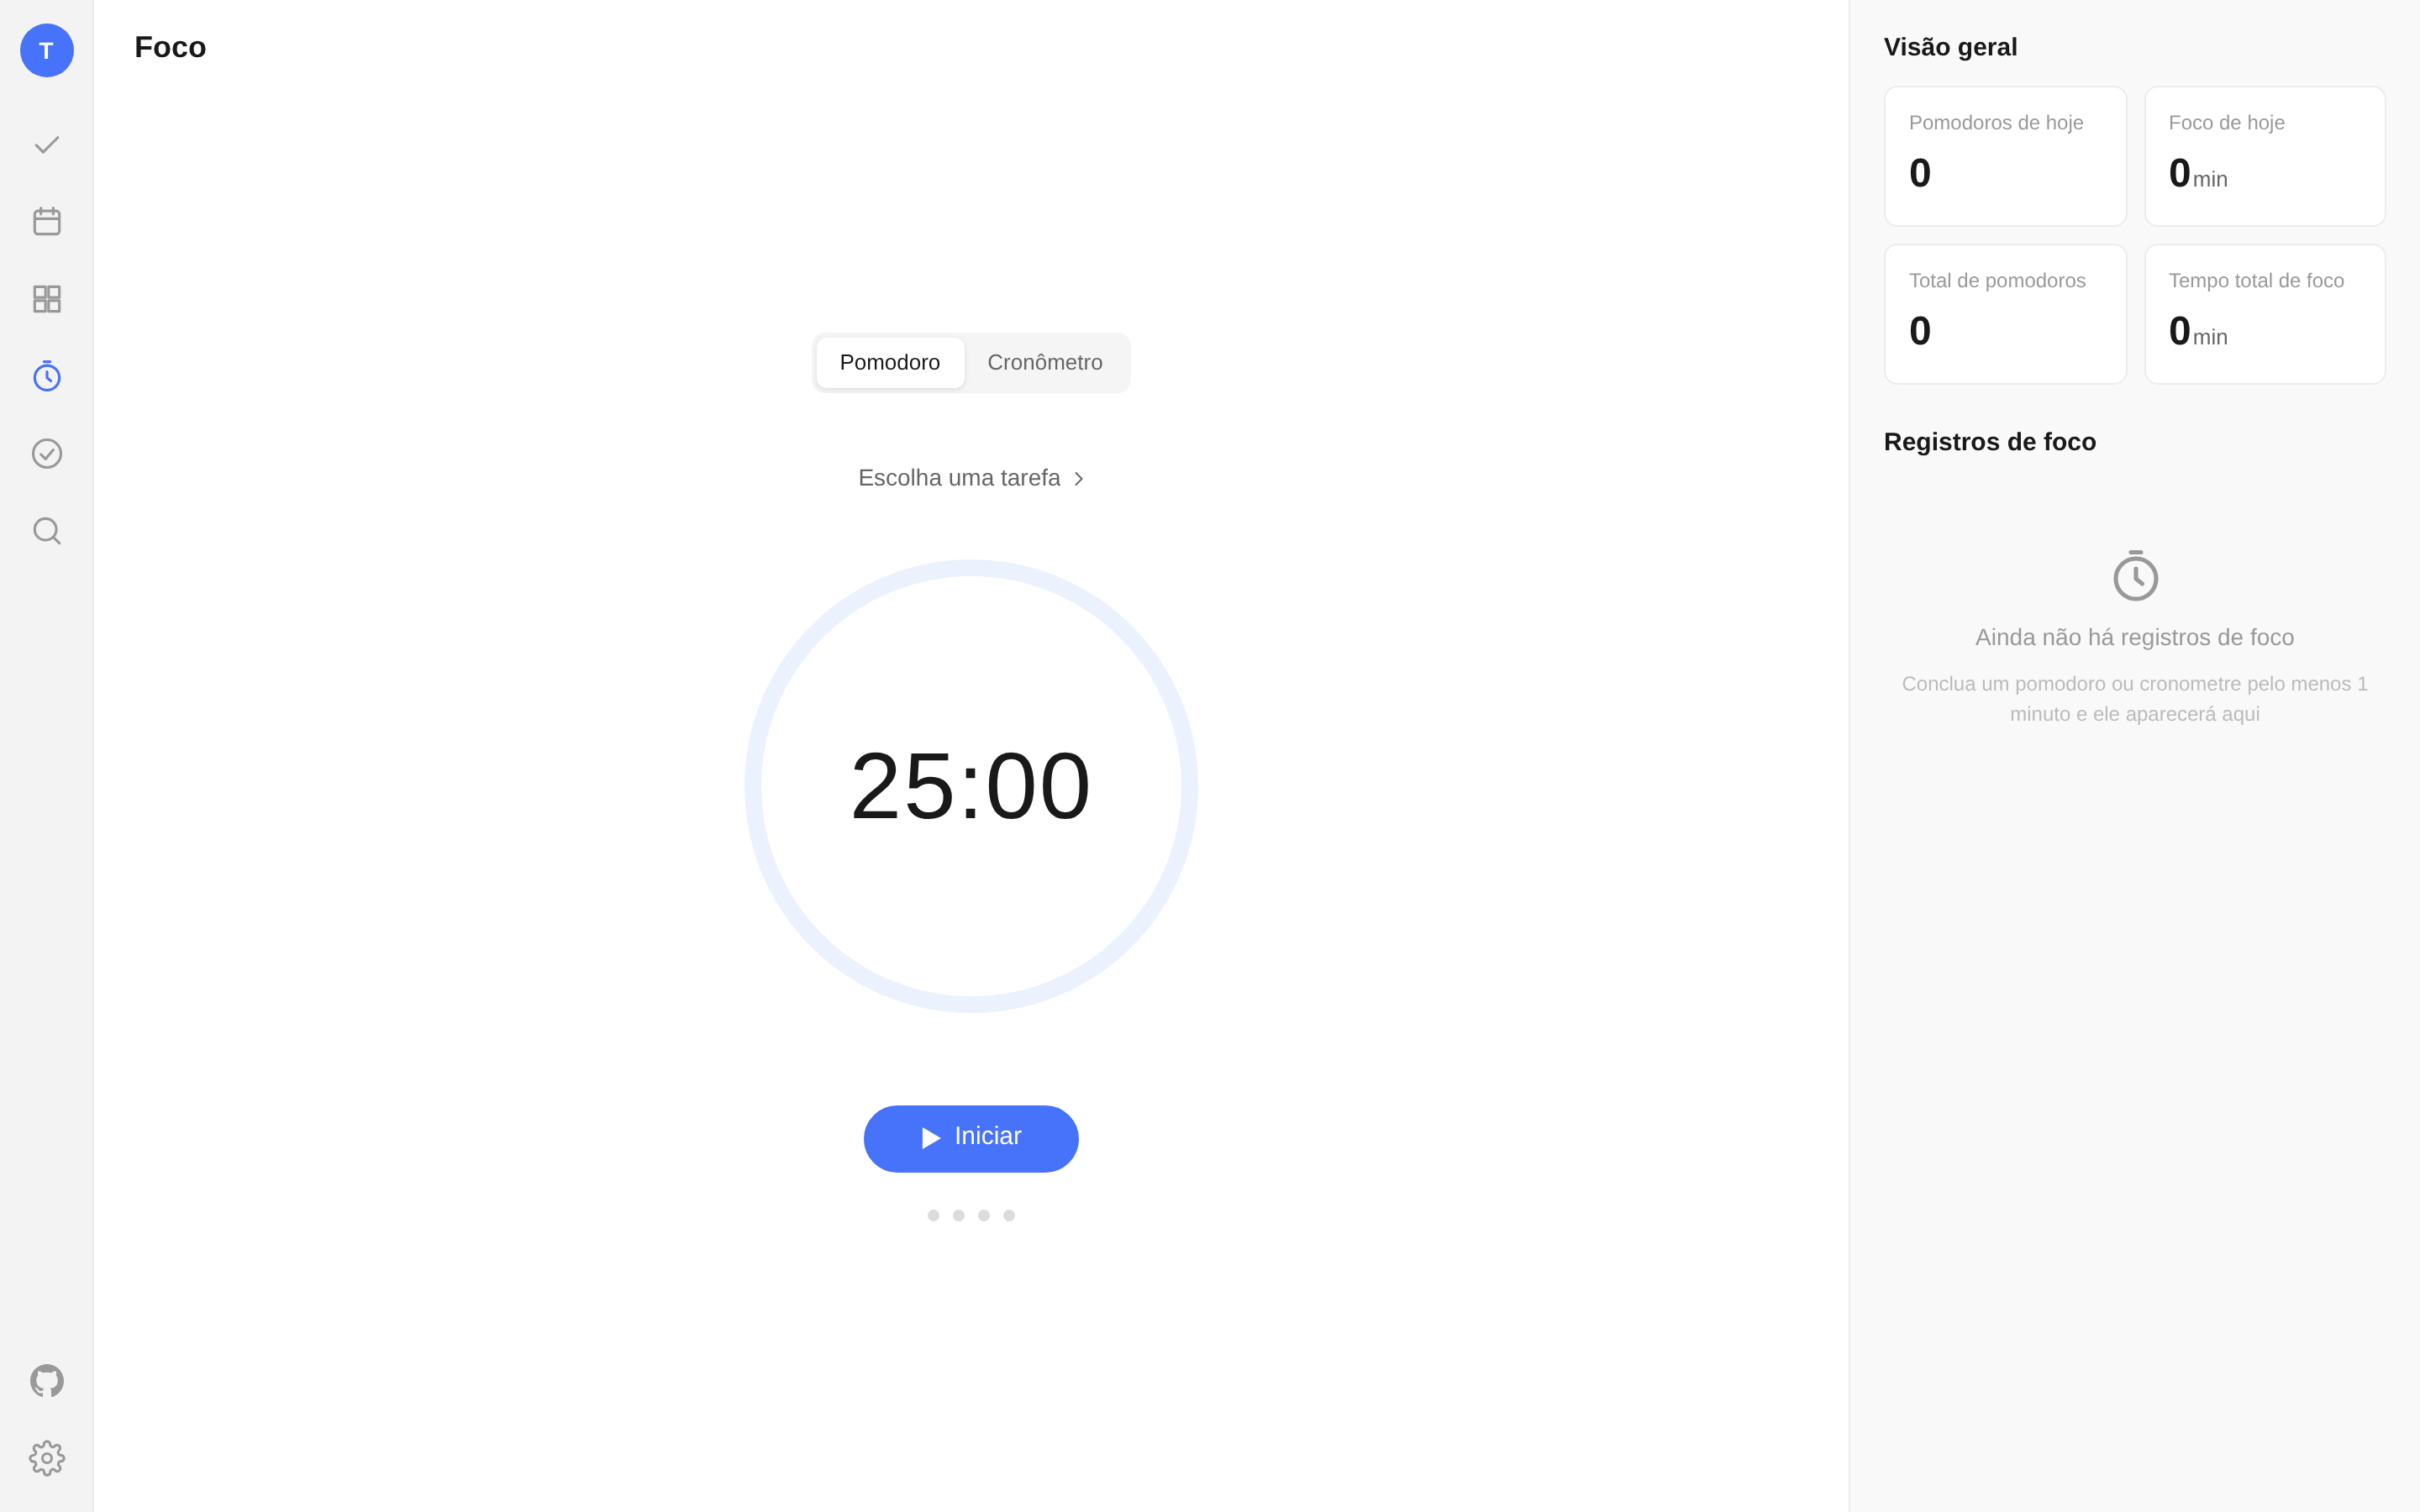 T
Foco
Pomodoro
Cronômetro
Escolha uma tarefa
25:00
Iniciar
Visão geral
Pomodoros de hoje
0
Foco de hoje
0min
Total de pomodoros
0
Tempo total de foco
0min
Registros de foco
Ainda não há registros de foco
Conclua um pomodoro ou cronometre pelo menos 1
minuto e ele aparecerá aqui